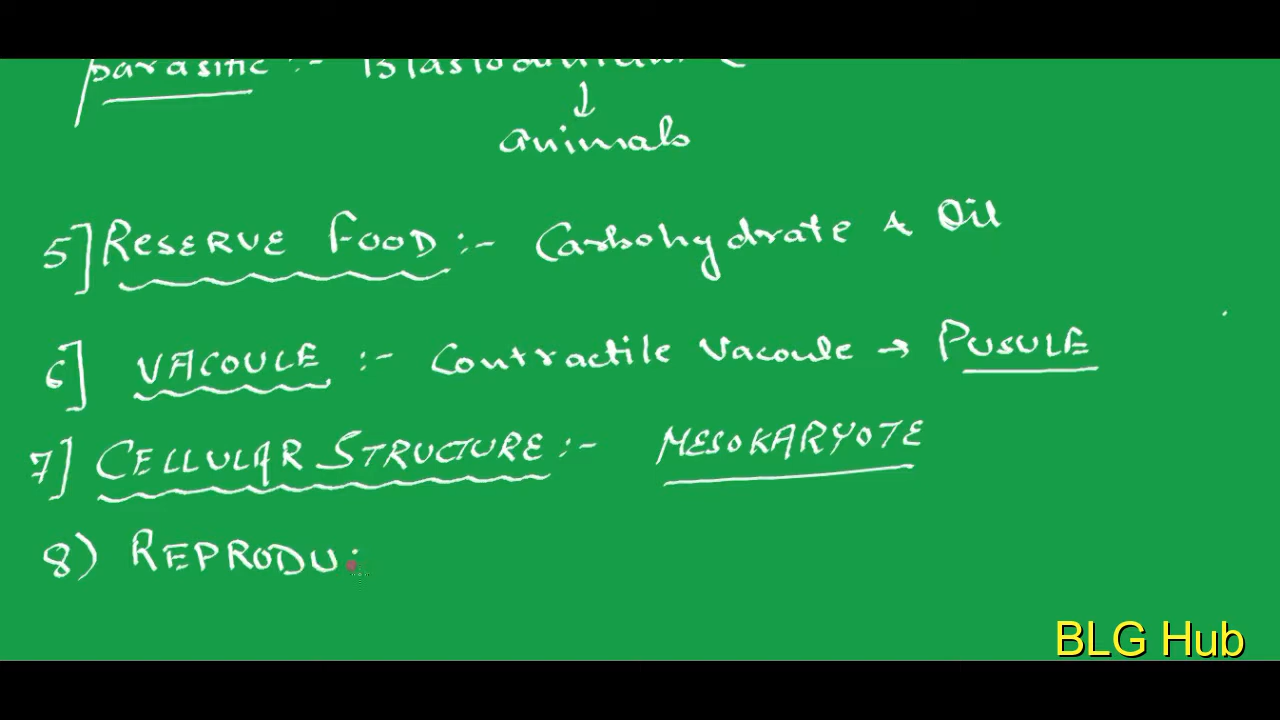 parasitic :-
↓
animals
5] RESERVE FOOD :- Carbohydrate & Oil
6] VACOULE :- Contractile Vacoule → PUSULE
7] CELLULAR STRUCTURE :- MESOKARYOTE
8) REPRODU
BLG Hub